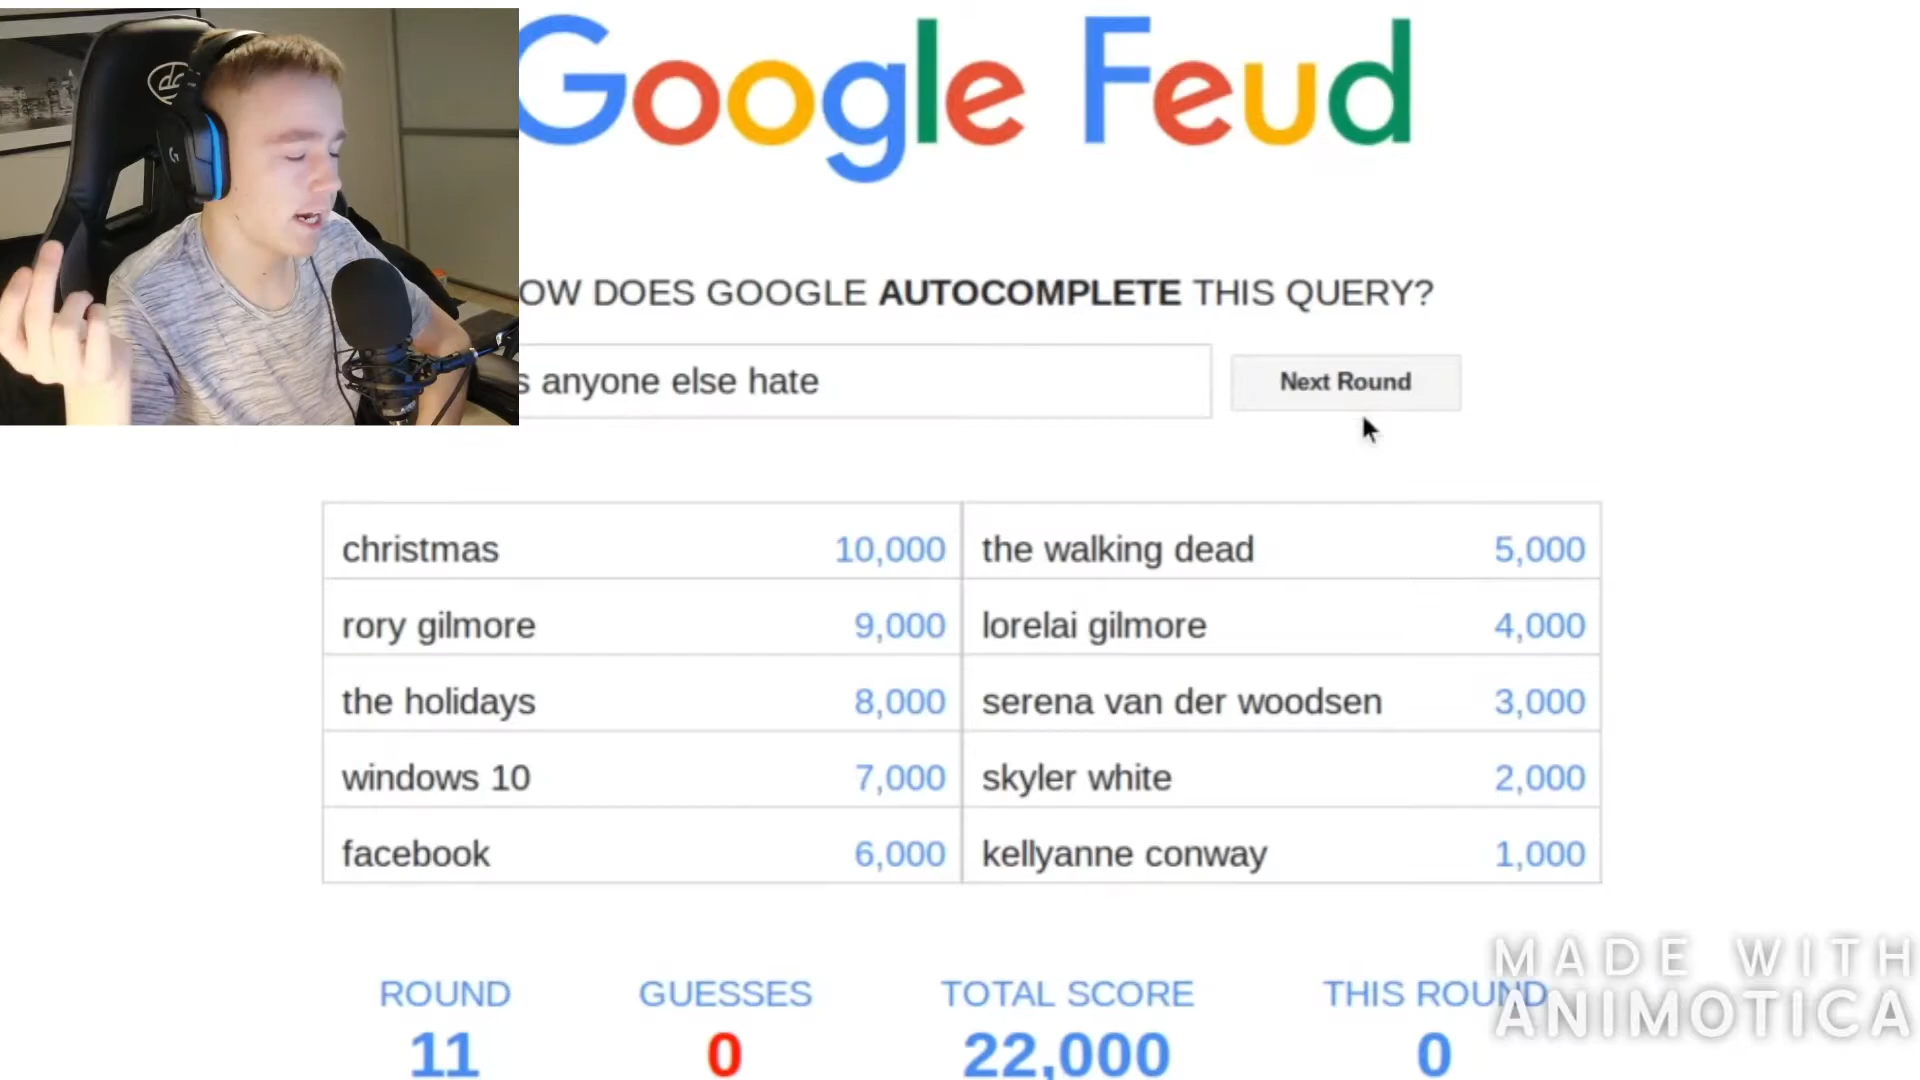 Google Feud
OW DOES GOOGLE AUTOCOMPLETE THIS QUERY?
s anyone else hate
Next Round
christmas 10,000 the walking dead 5,000
rory gilmore 9,000 lorelai gilmore 4,000
the holidays 8,000 serena van der woodsen 3,000
windows 10 7,000 skyler white 2,000
facebook 6,000 kellyanne conway 1,000
ROUND GUESSES TOTAL SCORE THIS ROUND
11 0 22,000 0
MADE WITH
ANIMOTICA